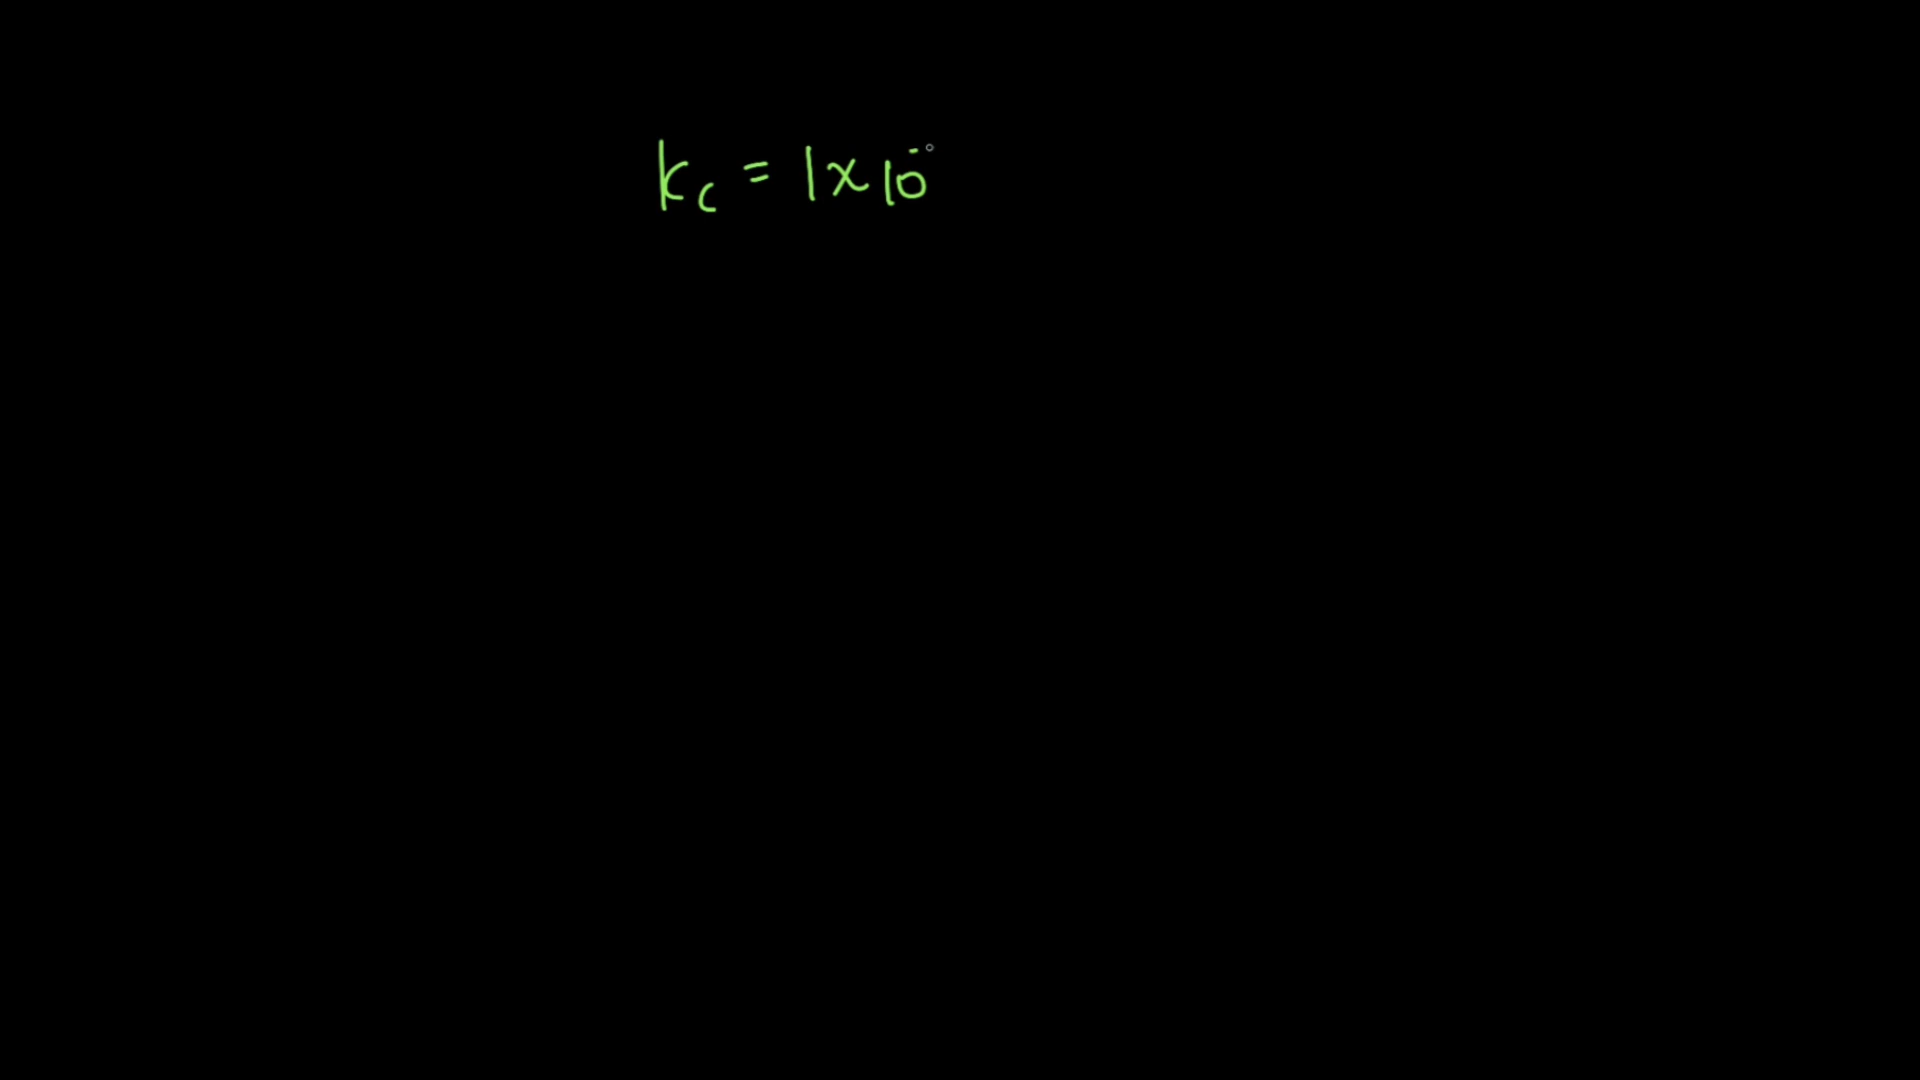 Kc = 1x10⁻